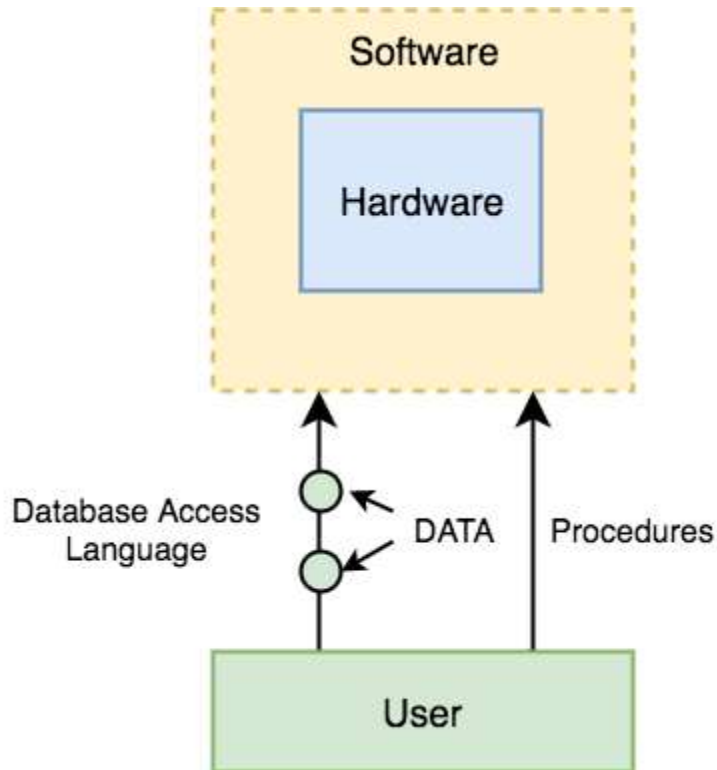 Software
Hardware
Database Access
Language
DATA
Procedures
User